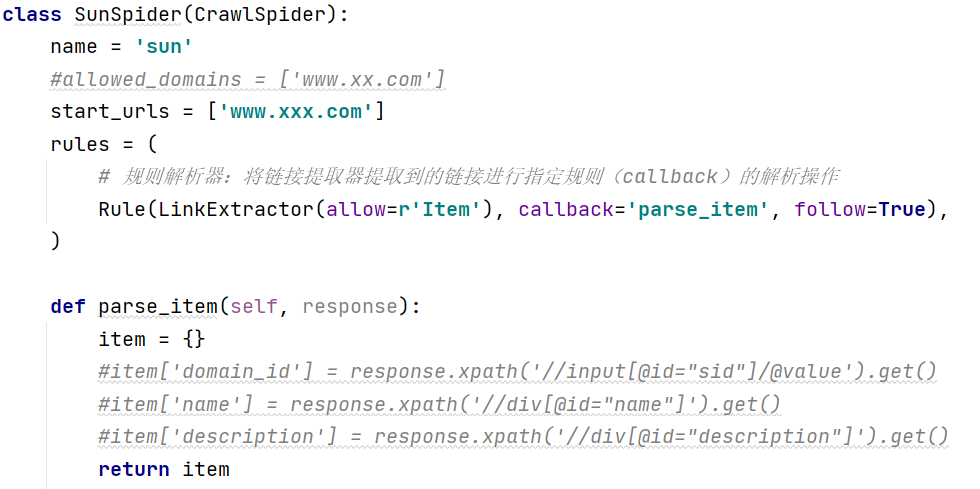 class SunSpider(CrawlSpider):
    name = 'sun'
    #allowed_domains = ['www.xx.com']
    start_urls = ['www.xxx.com']
    rules = (
        # 规则解析器：将链接提取器提取到的链接进行指定规则（callback）的解析操作
        Rule(LinkExtractor(allow=r'Item'), callback='parse_item', follow=True),
    )

    def parse_item(self, response):
        item = {}
        #item['domain_id'] = response.xpath('//input[@id="sid"]/@value').get()
        #item['name'] = response.xpath('//div[@id="name"]').get()
        #item['description'] = response.xpath('//div[@id="description"]').get()
        return item